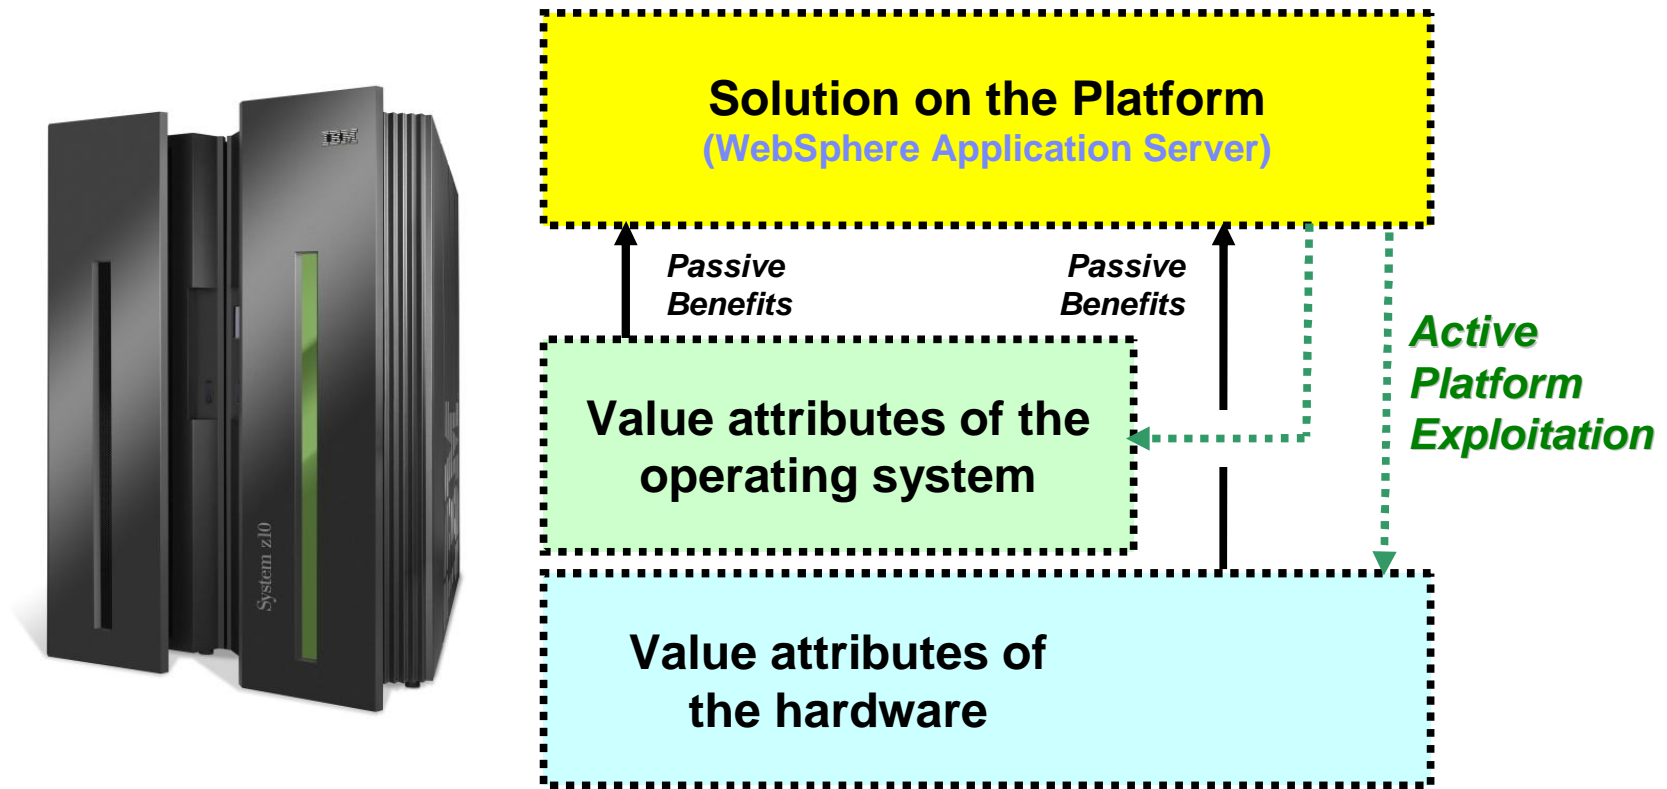 IBM
System z10
Solution on the Platform
(WebSphere Application Server)
Passive
Benefits
Passive
Benefits
Active
Platform
Exploitation
Value attributes of the
operating system
Value attributes of
the hardware